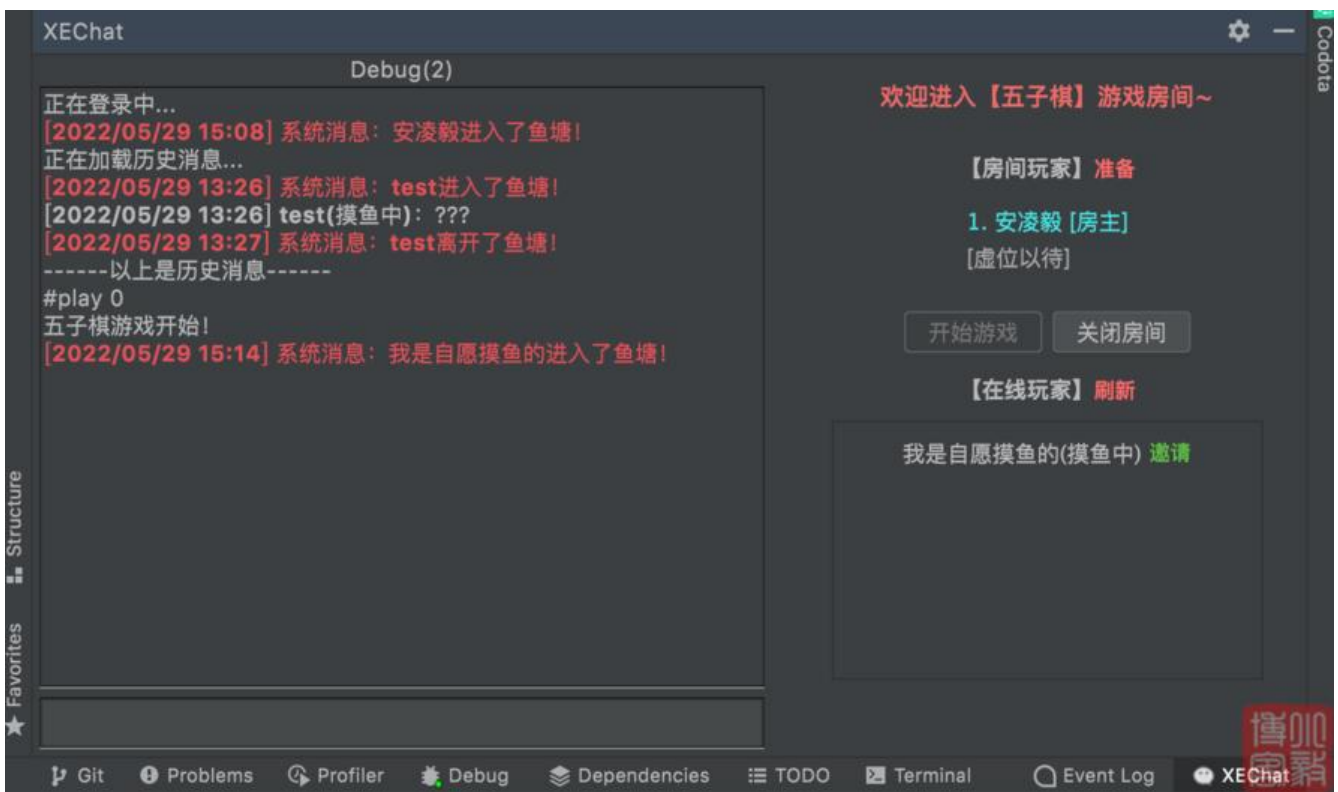 XEChat
Codota
Debug(2)
正在登录中...
[2022/05/29 15:08] 系统消息：安凌毅进入了鱼塘！
正在加载历史消息...
[2022/05/29 13:26] 系统消息：test进入了鱼塘！
[2022/05/29 13:26] test(摸鱼中)：???
[2022/05/29 13:27] 系统消息：test离开了鱼塘！
------以上是历史消息------
#play 0
五子棋游戏开始！
[2022/05/29 15:14] 系统消息：我是自愿摸鱼的进入了鱼塘！
欢迎进入【五子棋】游戏房间~
【房间玩家】准备
1. 安凌毅 [房主]
[虚位以待]
开始游戏 关闭房间
【在线玩家】刷新
我是自愿摸鱼的(摸鱼中) 邀请
Structure
Favorites
Git Problems Profiler Debug Dependencies TODO Terminal Event Log XEChat